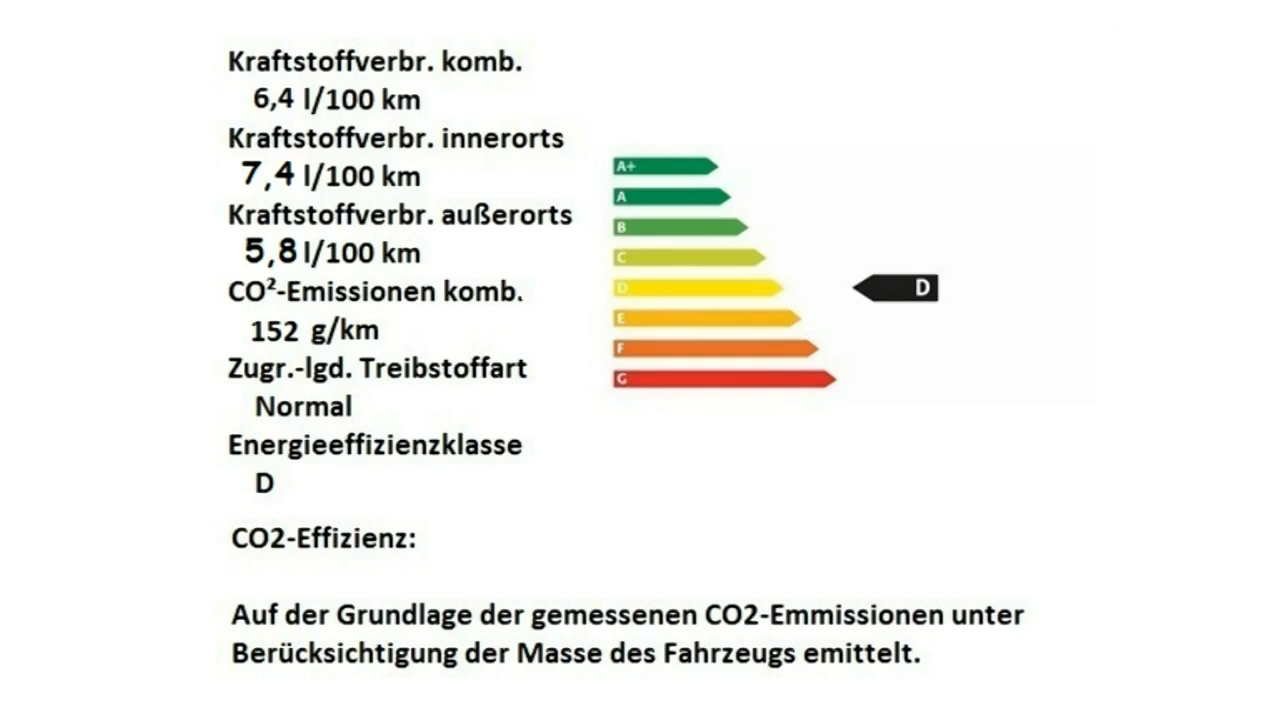 Kraftstoffverbr. komb.
6,4 l/100 km
Kraftstoffverbr. innerorts
7,4 l/100 km
Kraftstoffverbr. außerorts
5,8 l/100 km
CO²-Emissionen komb.
152 g/km
Zugr.-lgd. Treibstoffart
Normal
Energieeffizienzklasse
D
A+
A
B
C
D
D
E
F
G
CO2-Effizienz:
Auf der Grundlage der gemessenen CO2-Emmissionen unter
Berücksichtigung der Masse des Fahrzeugs emittelt.